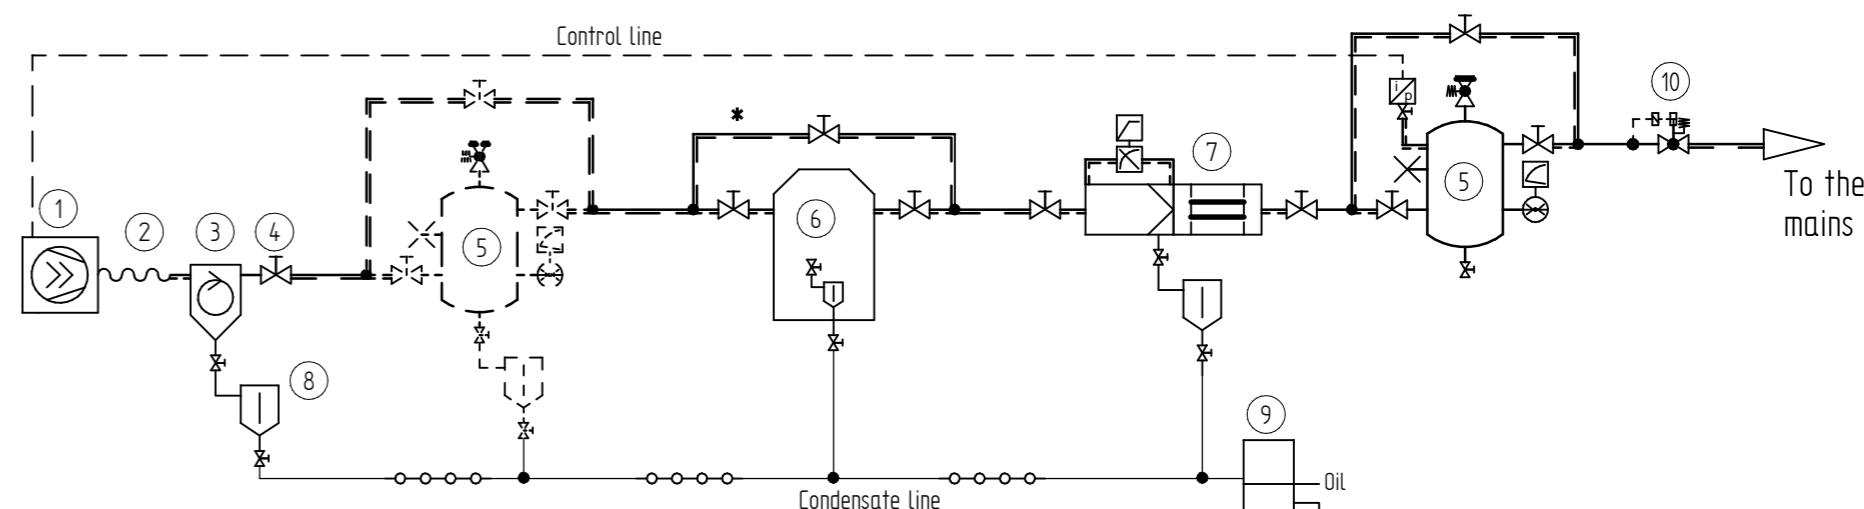 Control line
*
10
i
p
1
2
3
4
5
6
7
5
To the
mains
8
9
Oil
Condensate line